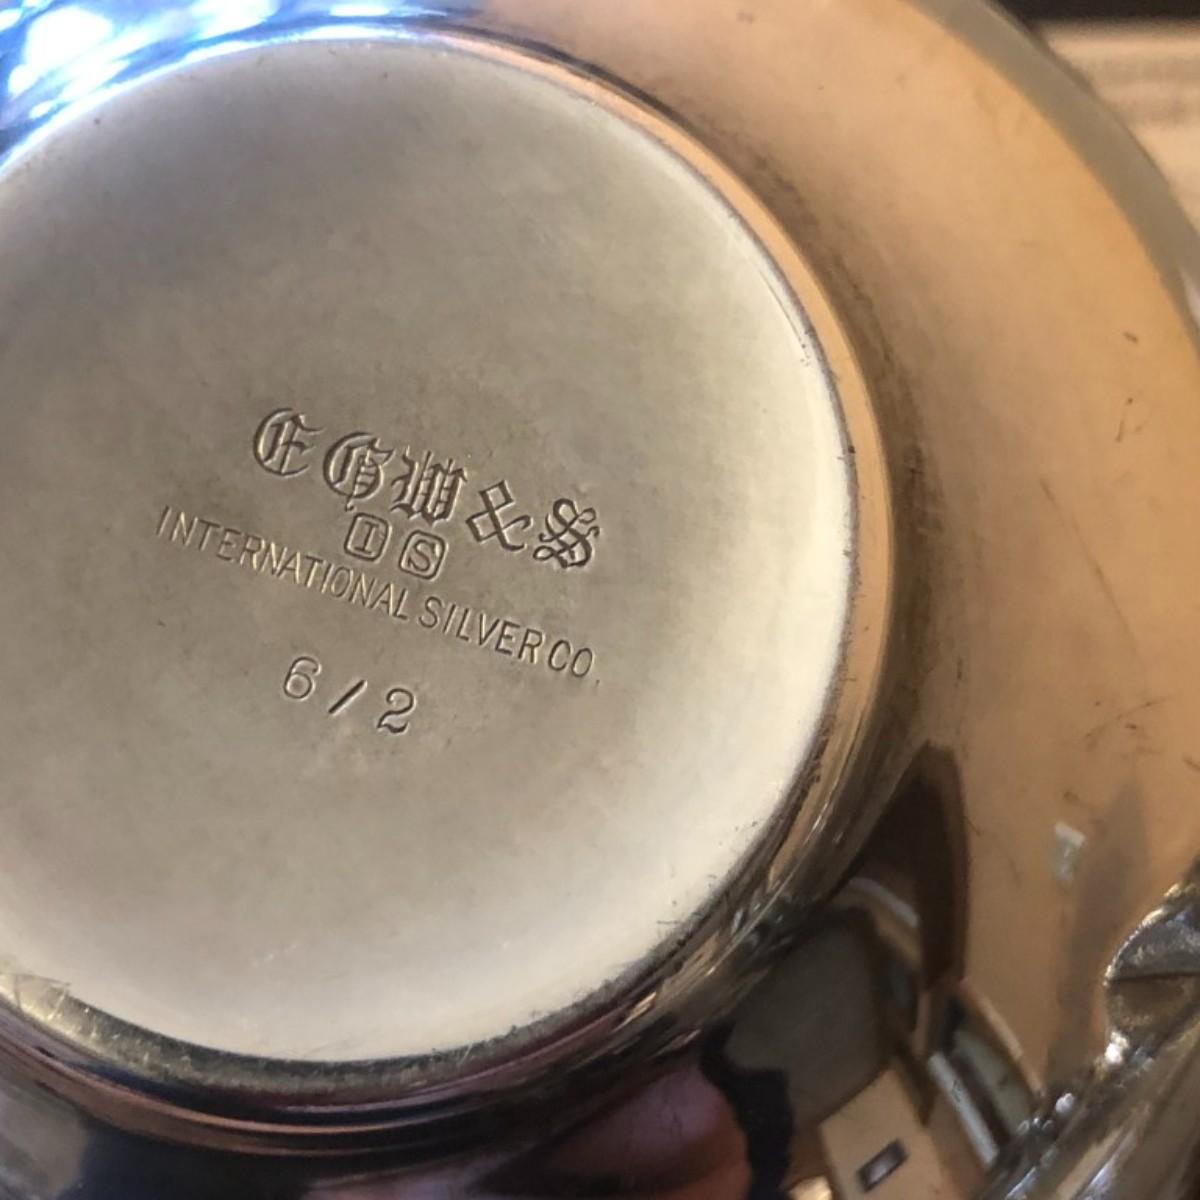 EGW&S
IS
INTERNATIONAL SILVER CO.
6/2